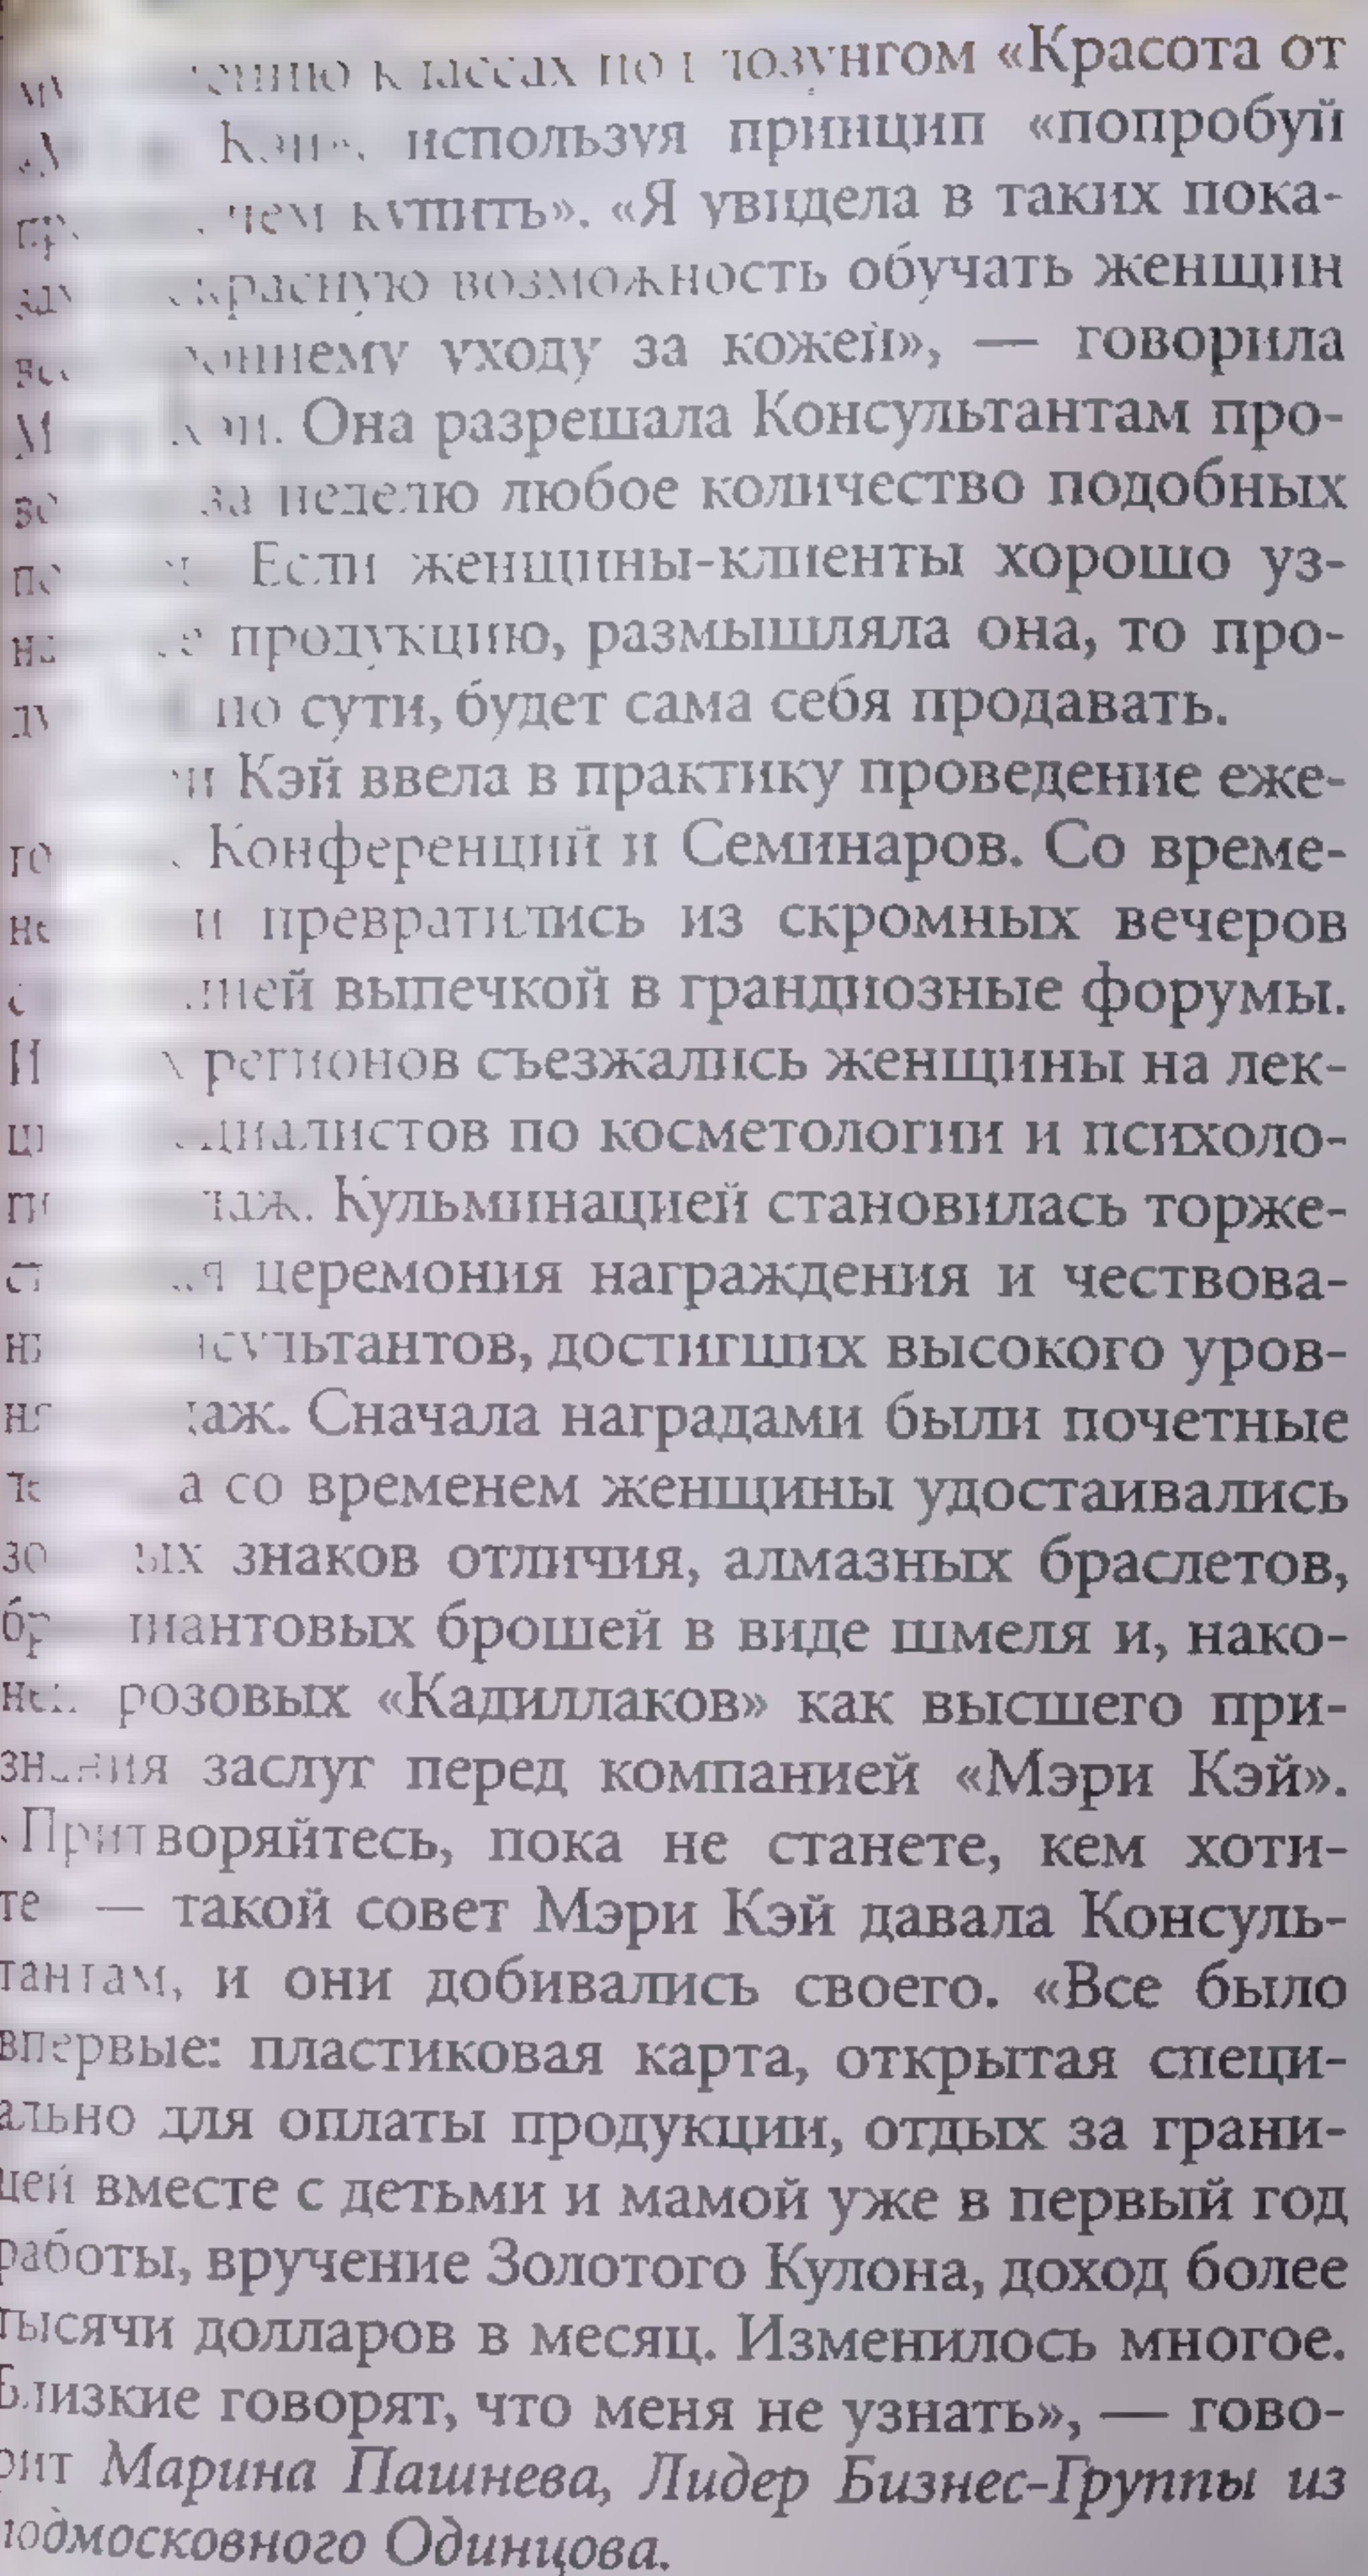 классах под лозунгом «Красота от
Кэй», используя принцип «попробуй
чем купить». «Я увидела в таких пока-
возможность обучать женщин
уходу за кожей», — говорила
Кэй. Она разрешала Консультантам про-
за неделю любое количество подобных
Если женщины-клиенты хорошо уз-
продукцию, размышляла она, то про-
по сути, будет сама себя продавать.
Кэй ввела в практику проведение еже-
Конференций и Семинаров. Со време-
превратились из скромных вечеров
выпечкой в грандиозные форумы.
регионов съезжались женщины на лек-
по косметологии и психоло-
Кульминацией становилась торже-
церемония награждения и чествова-
достигших высокого уров-
Сначала наградами были почетные
а со временем женщины удостаивались
знаков отличия, алмазных браслетов,
брошей в виде шмеля и, нако-
розовых «Кадиллаков» как высшего при-
знания заслуг перед компанией «Мэри Кэй».
«Притворяйтесь, пока не станете, кем хоти-
те — такой совет Мэри Кэй давала Консуль-
тантам, и они добивались своего. «Все было
впервые: пластиковая карта, открытая специ-
ально для оплаты продукции, отдых за грани-
цей вместе с детьми и мамой уже в первый год
работы, вручение Золотого Кулона, доход более
тысячи долларов в месяц. Изменилось многое.
Близкие говорят, что меня не узнать», — гово-
рит Марина Пашнева, Лидер Бизнес-Группы из
подмосковного Одинцова.